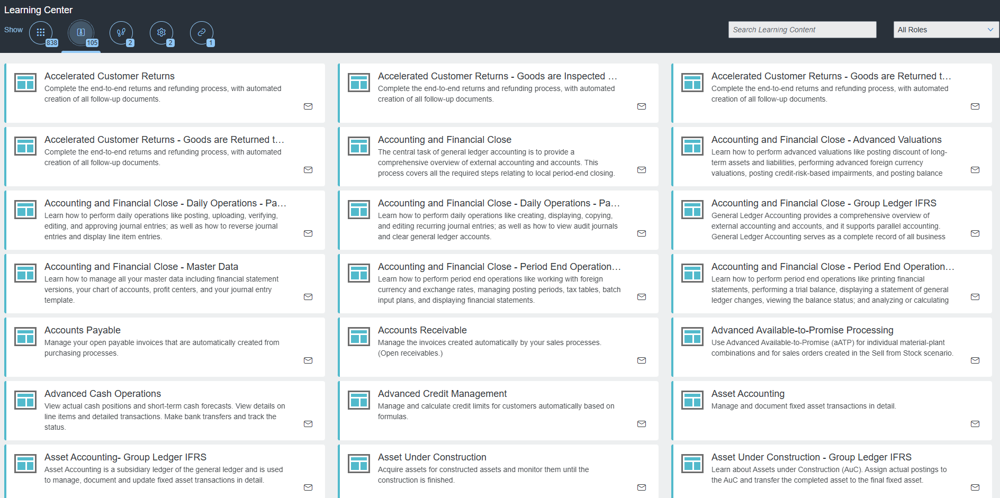 Learning Center
Show
838
105
2
2
1
Search Learning Content
All Roles
Accelerated Customer Returns
Complete the end-to-end returns and refunding process, with automated
creation of all follow-up documents.
Accelerated Customer Returns - Goods are Inspected ...
Complete the end-to-end returns and refunding process, with automated
creation of all follow-up documents.
Accelerated Customer Returns - Goods are Returned t...
Complete the end-to-end returns and refunding process, with automated
creation of all follow-up documents.
Accelerated Customer Returns - Goods are Returned t...
Complete the end-to-end returns and refunding process, with automated
creation of all follow-up documents.
Accounting and Financial Close
The central task of general ledger accounting is to provide a
comprehensive overview of external accounting and accounts. This
process covers all the required steps relating to local period-end closing.
Accounting and Financial Close - Advanced Valuations
Learn how to perform advanced valuations like posting discount of long-
term assets and liabilities, performing advanced foreign currency
valuations, posting credit-risk-based impairments, and posting balance
Accounting and Financial Close - Daily Operations - Pa...
Learn how to perform daily operations like posting, uploading, verifying,
editing, and approving journal entries; as well as how to reverse journal
entries and display line item entries.
Accounting and Financial Close - Daily Operations - Pa...
Learn how to perform daily operations like creating, displaying, copying,
and editing recurring journal entries; as well as how to view audit journals
and clear general ledger accounts.
Accounting and Financial Close - Group Ledger IFRS
General Ledger Accounting provides a comprehensive overview of
external accounting and accounts, and it supports parallel accounting.
General Ledger Accounting serves as a complete record of all business
Accounting and Financial Close - Master Data
Learn how to manage all your master data including financial statement
versions, your chart of accounts, profit centers, and your journal entry
template.
Accounting and Financial Close - Period End Operation...
Learn how to perform period end operations like working with foreign
currency and exchange rates, managing posting periods, tax tables, batch
input plans, and displaying financial statements.
Accounting and Financial Close - Period End Operation...
Learn how to perform period end operations like printing financial
statements, performing a trial balance, displaying a statement of general
ledger changes, viewing the balance status; and analyzing or calculating
Accounts Payable
Manage your open payable invoices that are automatically created from
purchasing processes.
Accounts Receivable
Manage the invoices created automatically by your sales processes.
(Open receivables.)
Advanced Available-to-Promise Processing
Use Advanced Available-to-Promise (aATP) for individual material-plant
combinations and for sales orders created in the Sell from Stock scenario.
Advanced Cash Operations
View actual cash positions and short-term cash forecasts. View details on
line items and detailed transactions. Make bank transfers and track the
status.
Advanced Credit Management
Manage and calculate credit limits for customers automatically based on
formulas.
Asset Accounting
Manage and document fixed asset transactions in detail.
Asset Accounting- Group Ledger IFRS
Asset Accounting is a subsidiary ledger of the general ledger and is used
to manage, document and update fixed asset transactions in detail.
Asset Under Construction
Acquire assets for constructed assets and monitor them until the
construction is finished.
Asset Under Construction - Group Ledger IFRS
Learn about Assets under Construction (AuC). Assign actual postings to
the AuC and transfer the completed asset to the final fixed asset.